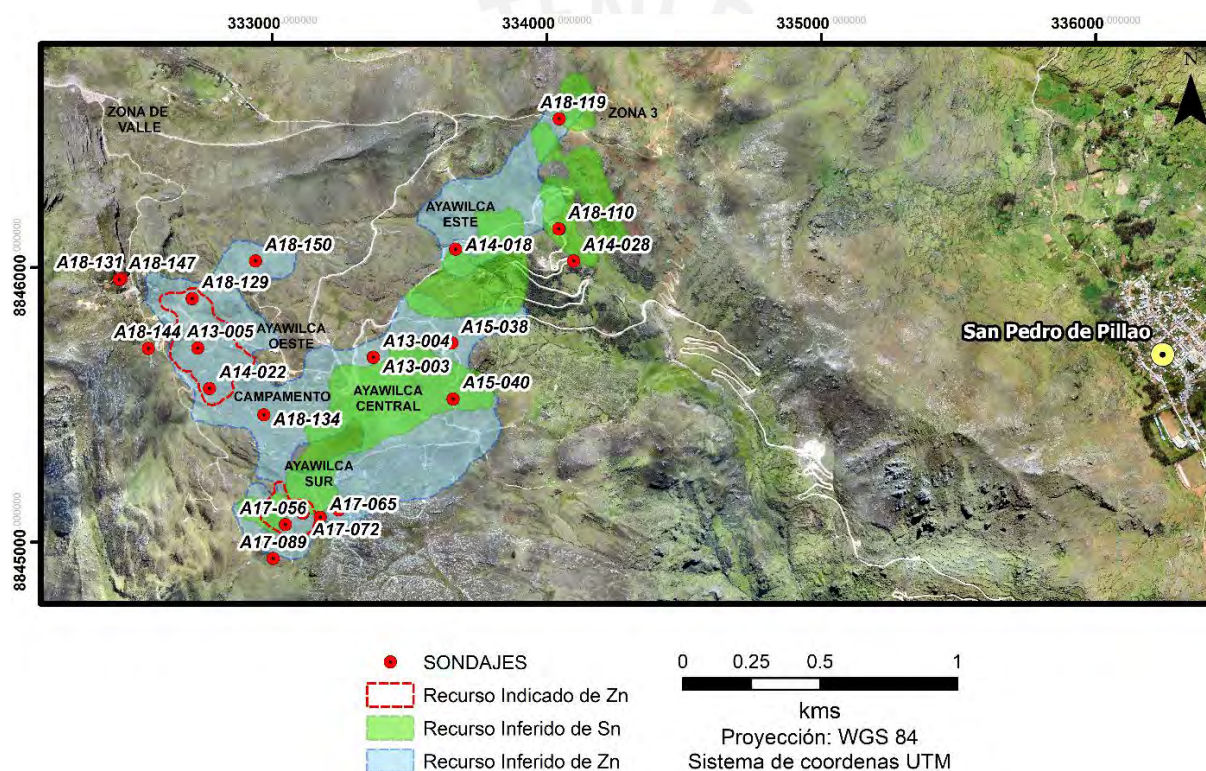 333000.000000 334000.000000 335000.000000 336000.000000
N
ZONA DE
VALLE
A18-119
ZONA 3
AYAWILCA
ESTE
A18-110
A14-018
A14-028
A18-150
A18-131
A18-147
A18-129
8846000.000000
A18-144
A13-005
AYAWILCA
OESTE
A13-004
A15-038
San Pedro de Pillao
A13-003
A14-022
CAMPAMENTO
AYAWILCA
CENTRAL
A15-040
A18-134
AYAWILCA
SUR
A17-056
A17-065
A17-072
A17-089
8845000.000000
SONDAJES
Recurso Indicado de Zn
Recurso Inferido de Sn
Recurso Inferido de Zn
0 0.25 0.5 1
kms
Proyección: WGS 84
Sistema de coordenas UTM